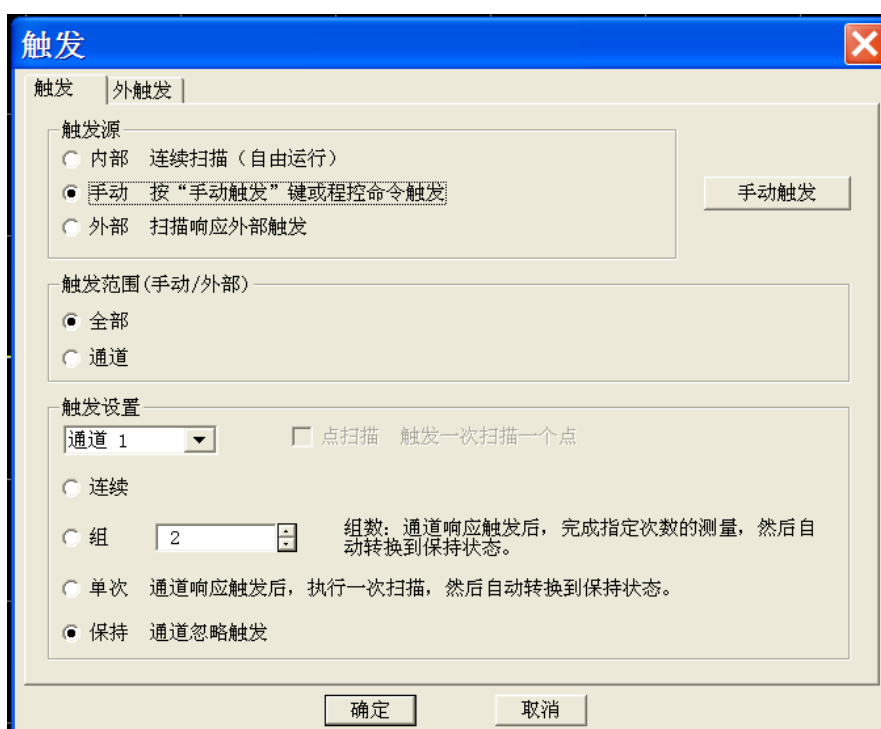 触发
触发 外触发
触发源
内部 连续扫描（自由运行）
手动 按“手动触发”键或程控命令触发
手动触发
外部 扫描响应外部触发
触发范围(手动/外部)
全部
通道
触发设置
通道 1
点扫描 触发一次扫描一个点
连续
组 2
组数：通道响应触发后，完成指定次数的测量，然后自
动转换到保持状态。
单次 通道响应触发后，执行一次扫描，然后自动转换到保持状态。
保持 通道忽略触发
确定 取消